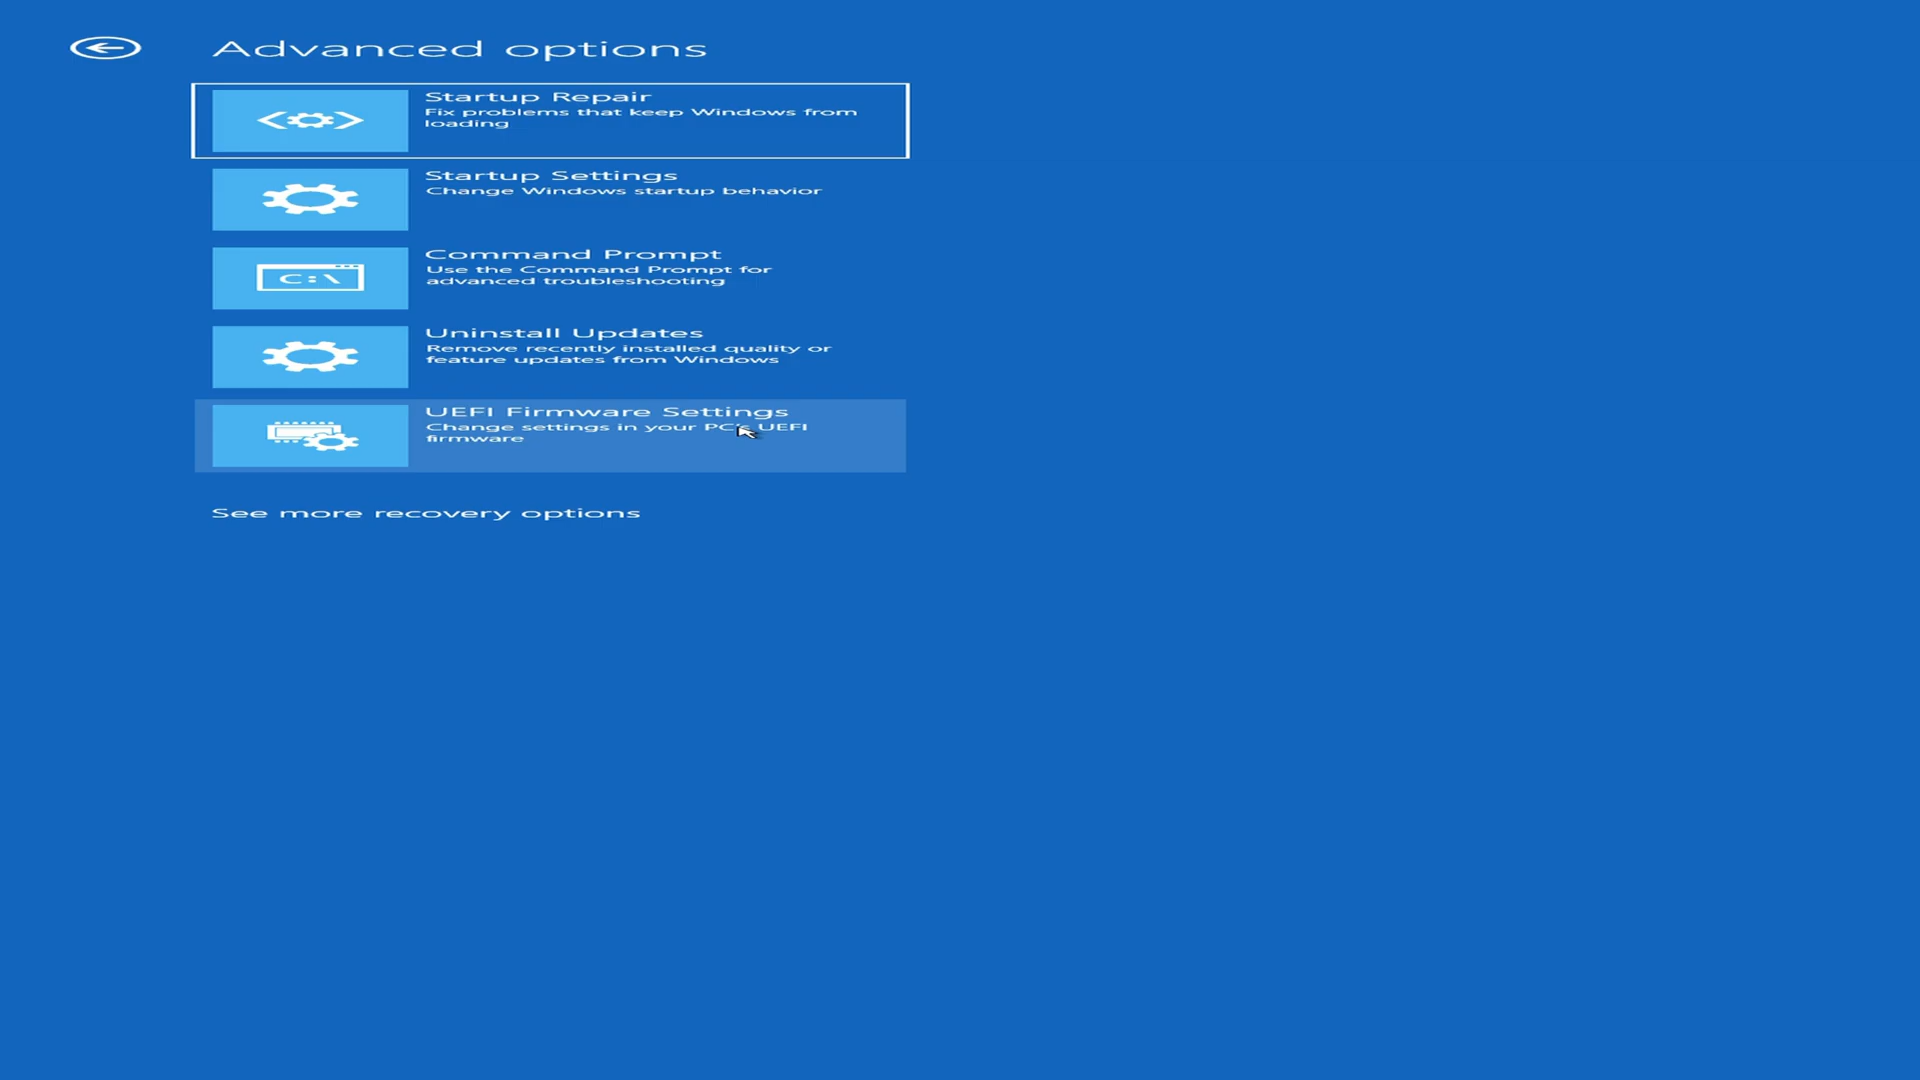 Advanced options
Startup Repair
Fix problems that keep Windows from
loading
Startup Settings
Change Windows startup behavior
C:\
Command Prompt
Use the Command Prompt for
advanced troubleshooting
Uninstall Updates
Remove recently installed quality or
feature updates from Windows
UEFI Firmware Settings
Change settings in your PC's UEFI
firmware
See more recovery options